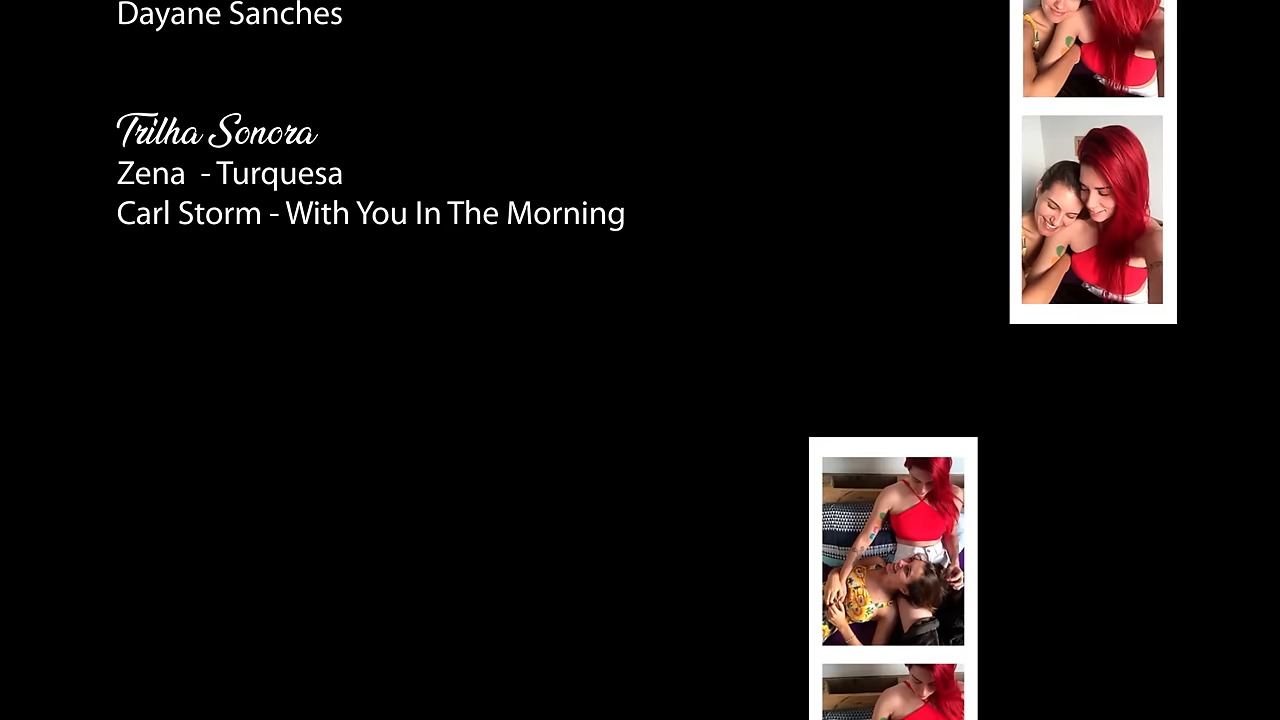 Dayane Sanches
Trilha Sonora
Zena - Turquesa
Carl Storm - With You In The Morning